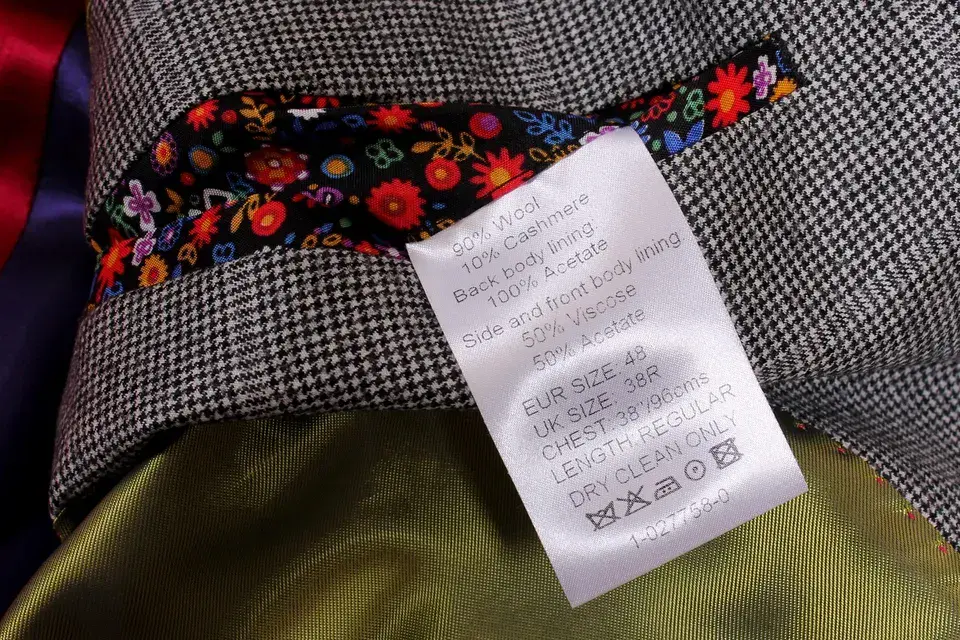 90% Wool
10% Cashmere
Back body lining
100% Acetate
Side and front body lining
50% Viscose
50% Acetate
EUR SIZE: 48
UK SIZE: 38R
CHEST: 38"/96cms
LENGTH: REGULAR
DRY CLEAN ONLY
1-027758-0